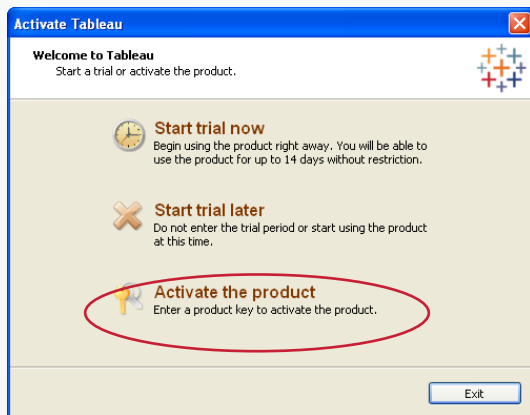 Activate Tableau
Welcome to Tableau
Start a trial or activate the product.
Start trial now
Begin using the product right away. You will be able to
use the product for up to 14 days without restriction.
Start trial later
Do not enter the trial period or start using the product
at this time.
Activate the product
Enter a product key to activate the product.
Exit